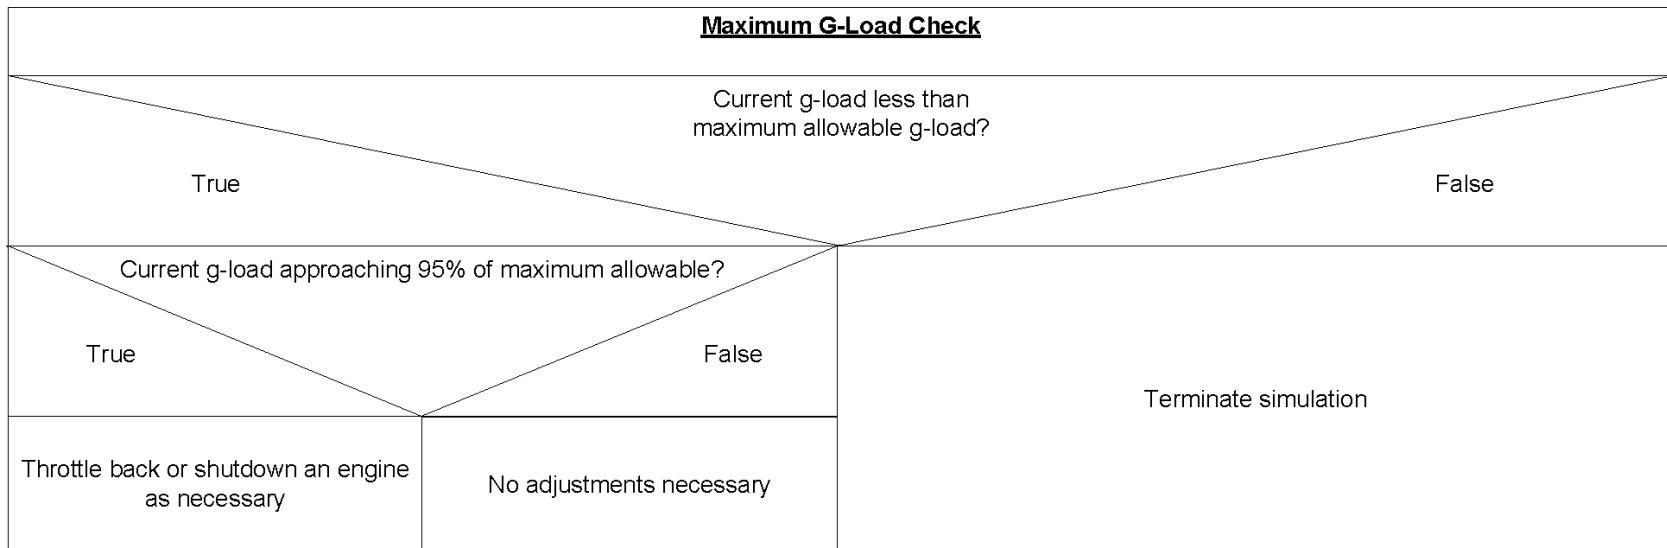 Maximum G-Load Check
Current g-load less than
maximum allowable g-load?
True
False
Current g-load approaching 95% of maximum allowable?
True
False
Terminate simulation
Throttle back or shutdown an engine
as necessary
No adjustments necessary